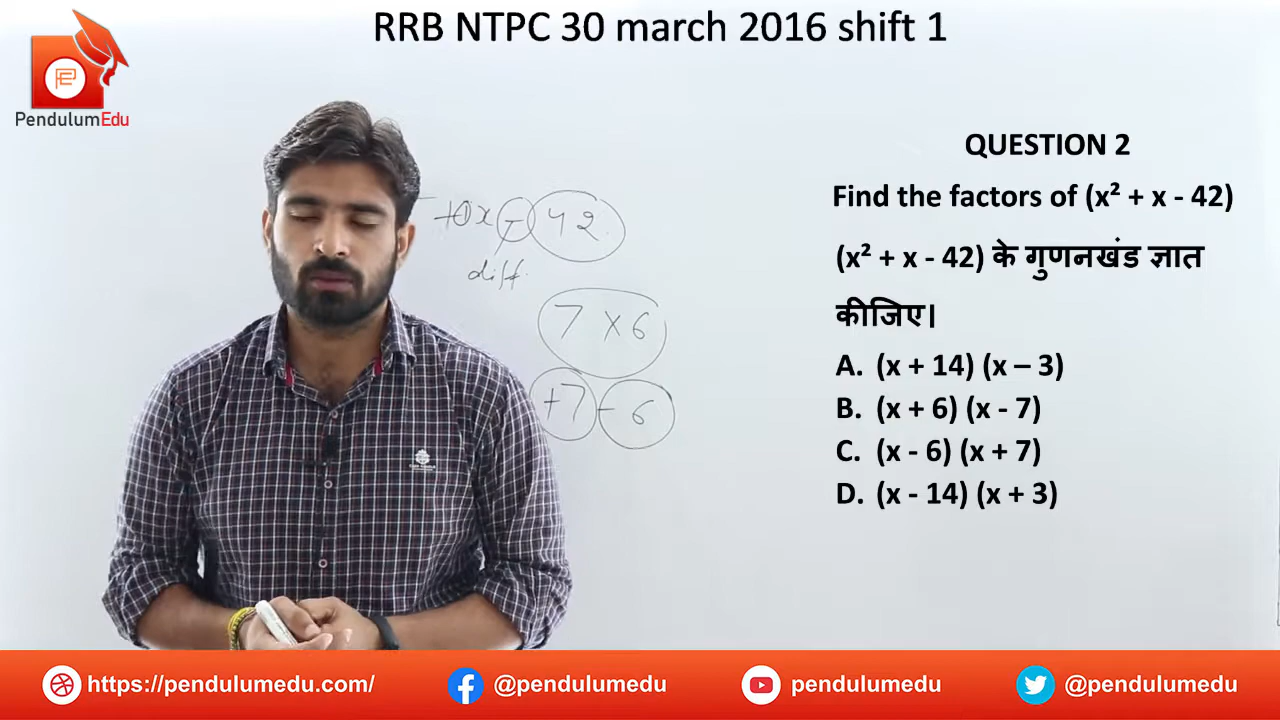 RRB NTPC 30 march 2016 shift 1
PendulumEdu
QUESTION 2
Find the factors of (x² + x - 42)
(x² + x - 42) के गुणनखंड ज्ञात
कीजिए।
A. (x + 14) (x – 3)
B. (x + 6) (x - 7)
C. (x - 6) (x + 7)
D. (x - 14) (x + 3)
x - 42
diff.
7 x 6
+7 - 6
https://pendulumedu.com/
@pendulumedu
pendulumedu
@pendulumedu